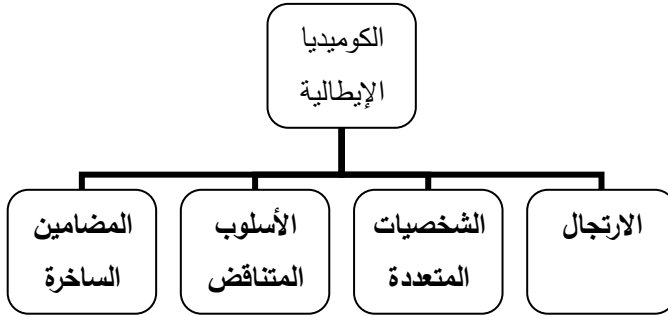 الكوميديا
الإيطالية
الارتجال
الشخصيات
المتعددة
الأسلوب
المتناقض
المضامين
الساخرة